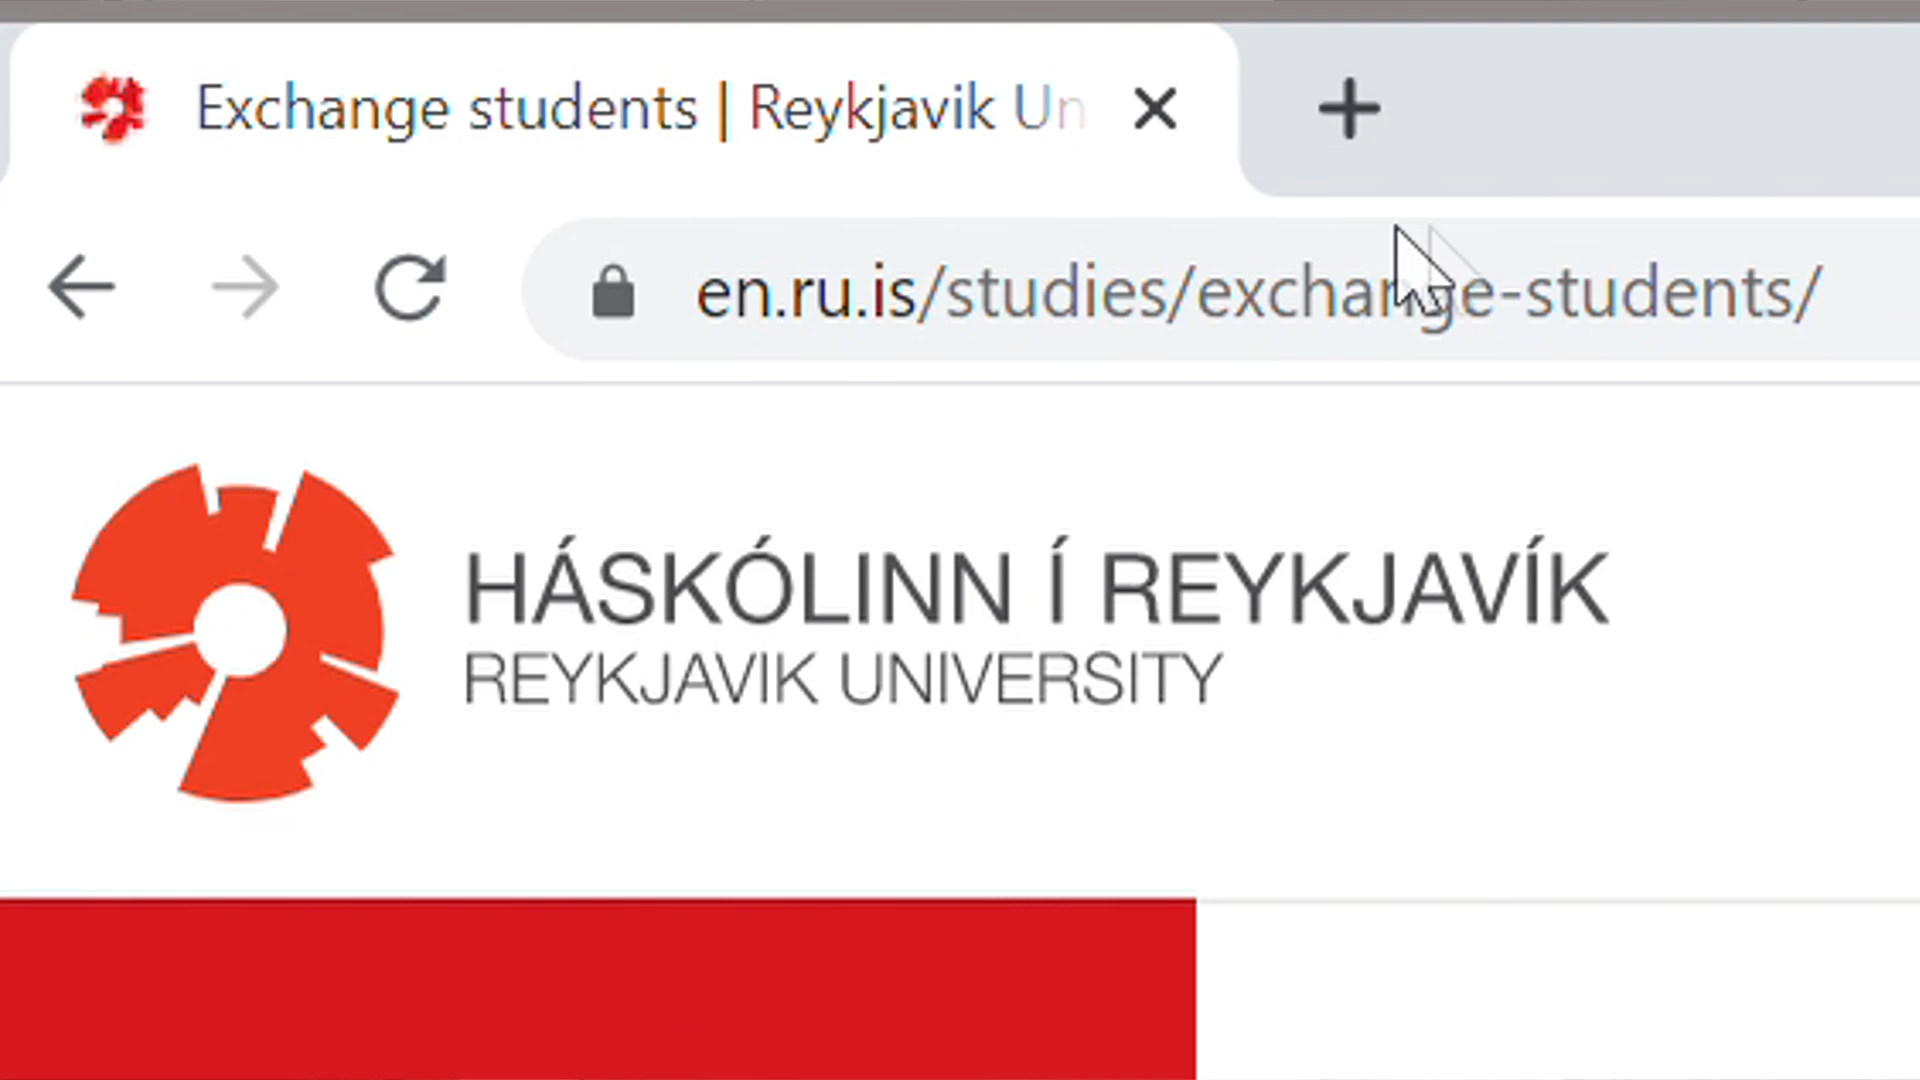 Exchange students | Reykjavik Un
en.ru.is/studies/exchange-students/
HÁSKÓLINN Í REYKJAVÍK
REYKJAVIK UNIVERSITY